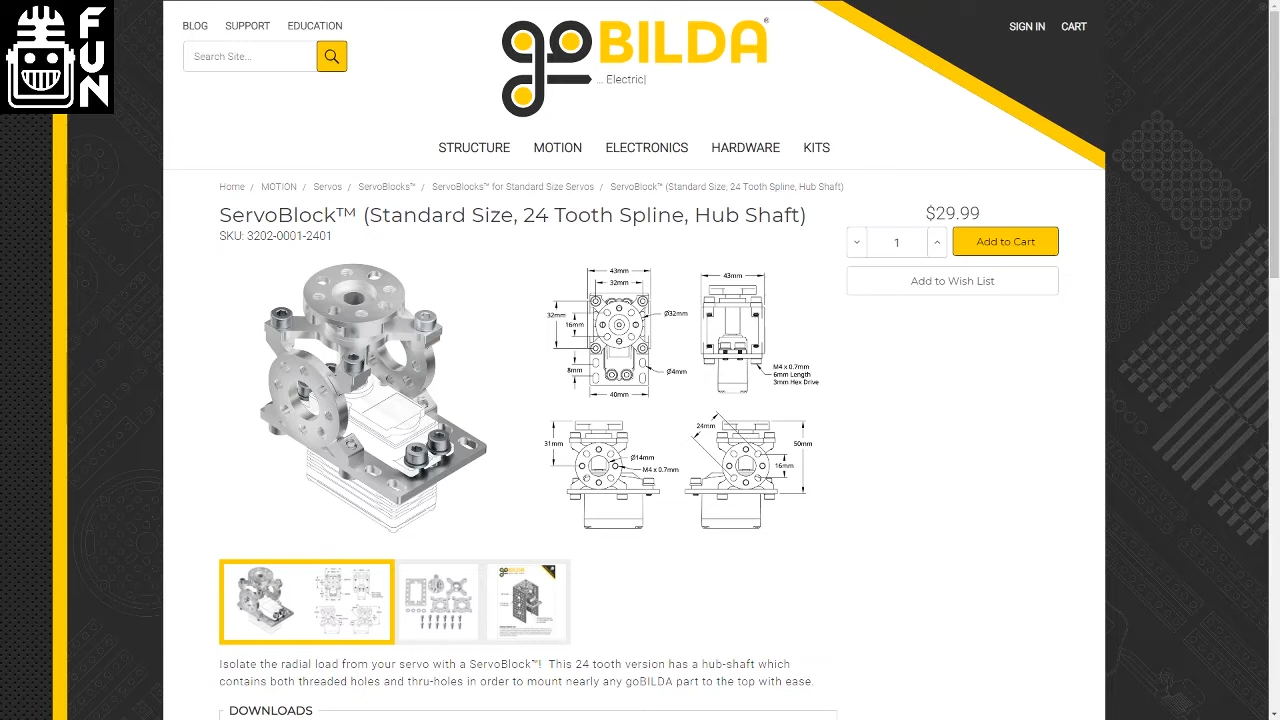 FUN
BLOG SUPPORT EDUCATION
Search Site...
goBILDA®
... Electric|
SIGN IN CART
STRUCTURE MOTION ELECTRONICS HARDWARE KITS
Home / MOTION / Servos / ServoBlocks™ / ServoBlocks™ for Standard Size Servos / ServoBlock™ (Standard Size, 24 Tooth Spline, Hub Shaft)
ServoBlock™ (Standard Size, 24 Tooth Spline, Hub Shaft)
SKU: 3202-0001-2401
$29.99
1
Add to Cart
Add to Wish List
43mm
32mm
32mm
16mm
Ø32mm
8mm
Ø4mm
40mm
43mm
M4 x 0.7mm
6mm Length
3mm Hex Drive
31mm
Ø14mm
M4 x 0.7mm
24mm
50mm
16mm
goBILDA
Isolate the radial load from your servo with a ServoBlock™! This 24 tooth version has a hub-shaft which
contains both threaded holes and thru-holes in order to mount nearly any goBILDA part to the top with ease.
DOWNLOADS